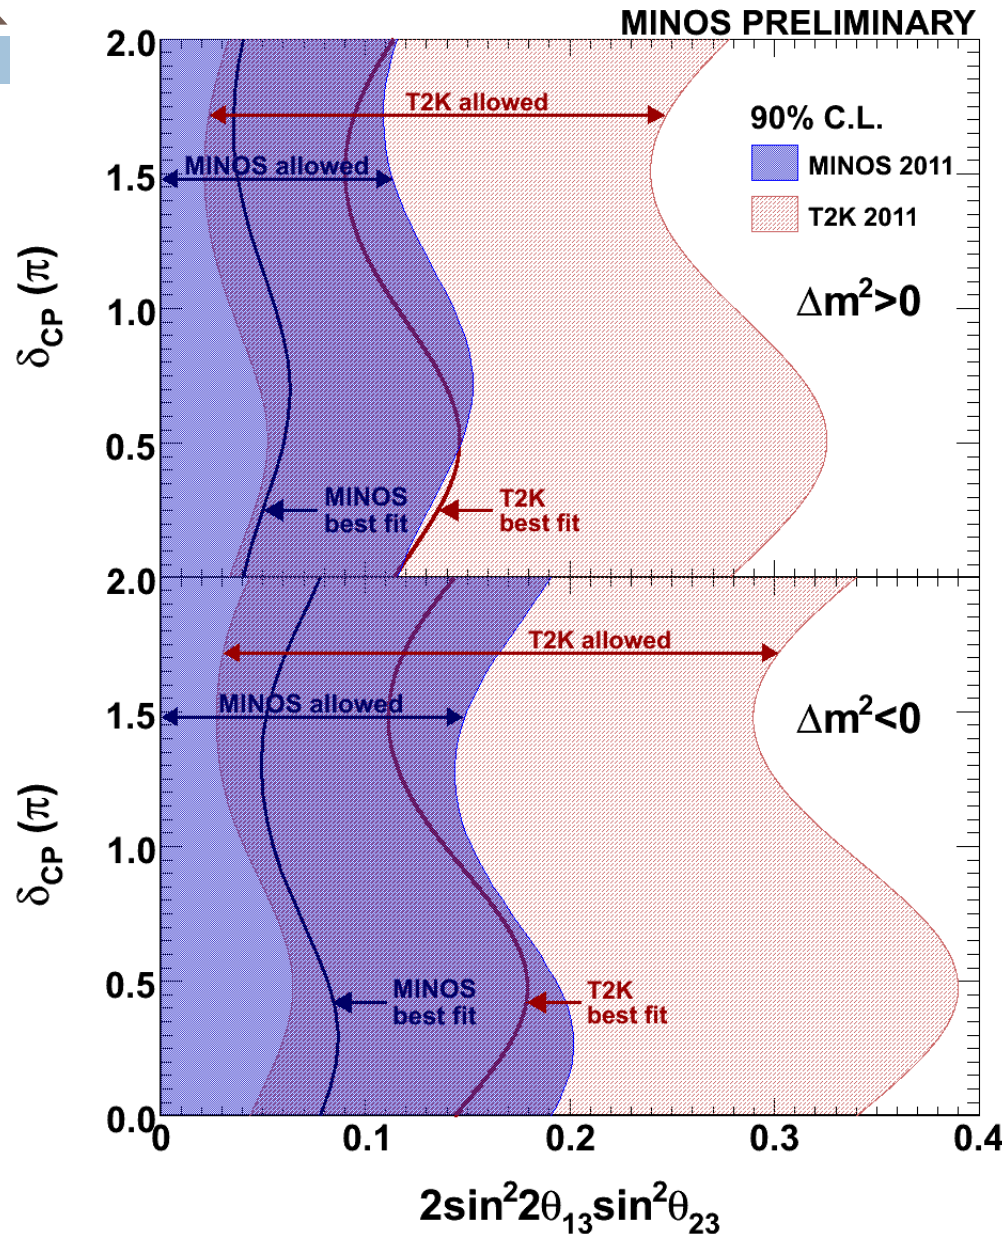 MINOS PRELIMINARY
2.0
T2K allowed
90% C.L.
MINOS allowed
MINOS 2011
1.5
T2K 2011
δCP (π)
Δm²>0
1.0
0.5
MINOS
best fit
T2K
best fit
2.0
T2K allowed
MINOS allowed
1.5
Δm²<0
δCP (π)
1.0
0.5
MINOS
best fit
T2K
best fit
0.0
0 0.1 0.2 0.3 0.4
2sin²2θ₁₃sin²θ₂₃